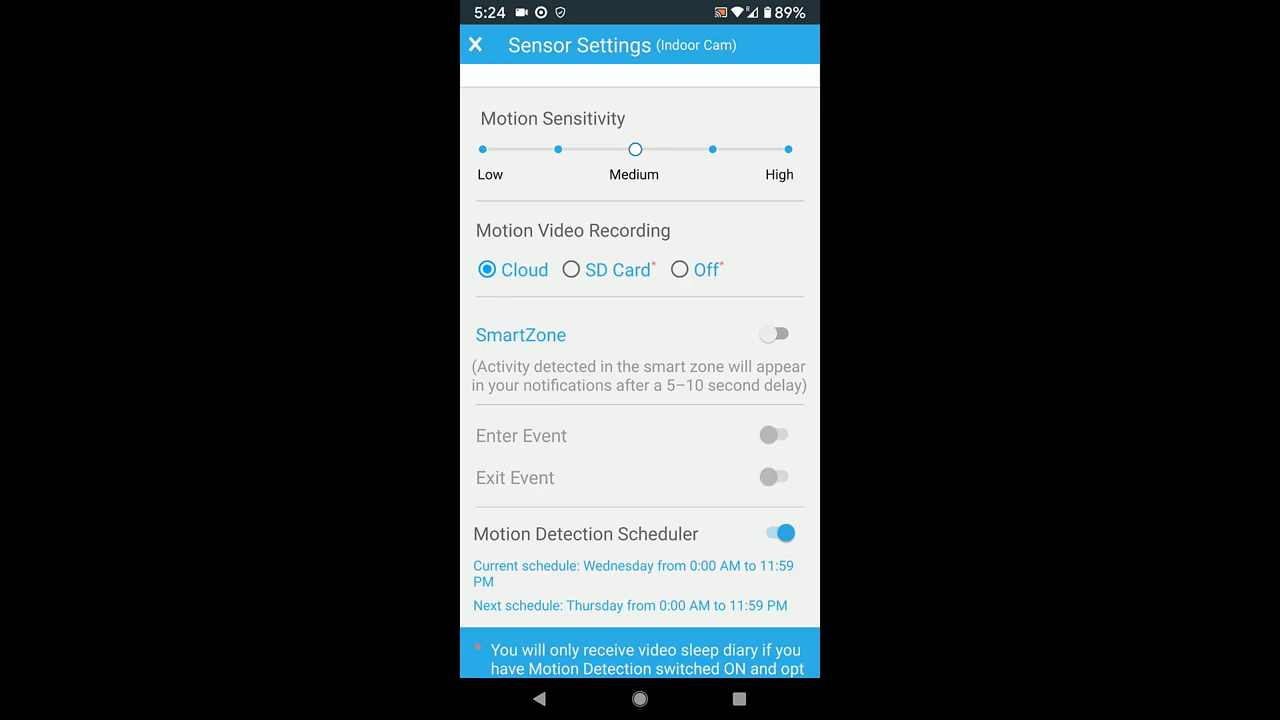 5:24 89%
Sensor Settings (Indoor Cam)
Motion Sensitivity
Low Medium High
Motion Video Recording
Cloud SD Card* Off*
SmartZone
(Activity detected in the smart zone will appear
in your notifications after a 5–10 second delay)
Enter Event
Exit Event
Motion Detection Scheduler
Current schedule: Wednesday from 0:00 AM to 11:59
PM
Next schedule: Thursday from 0:00 AM to 11:59 PM
* You will only receive video sleep diary if you
have Motion Detection switched ON and opt